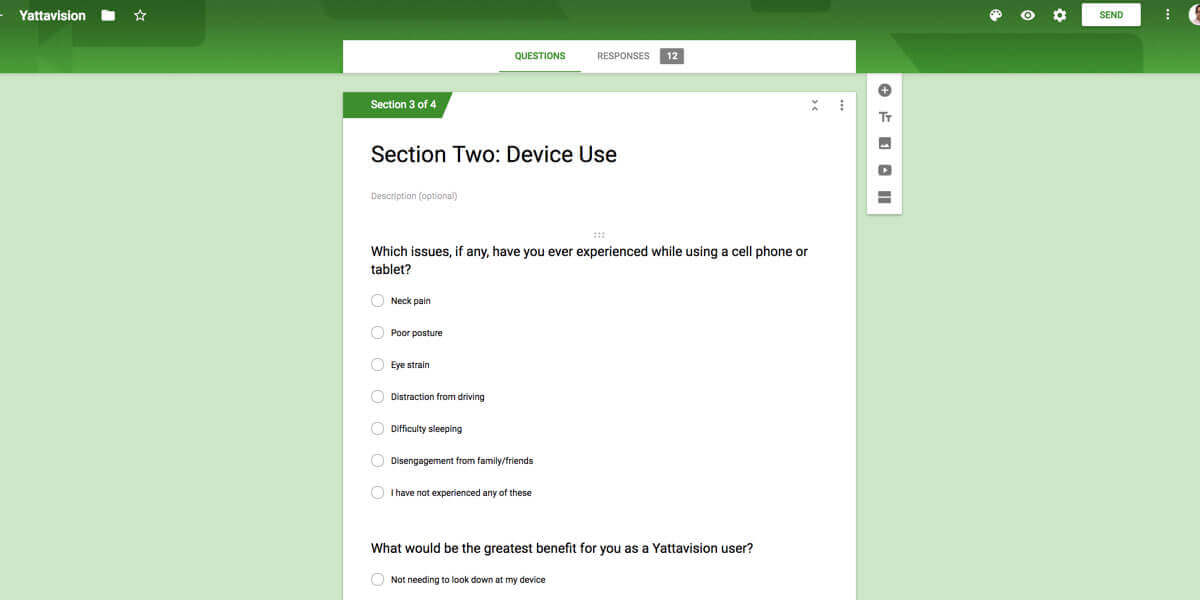 Yattavision
SEND
QUESTIONS RESPONSES 12
Section 3 of 4
Section Two: Device Use
Description (optional)
Which issues, if any, have you ever experienced while using a cell phone or
tablet?
Neck pain
Poor posture
Eye strain
Distraction from driving
Difficulty sleeping
Disengagement from family/friends
I have not experienced any of these
What would be the greatest benefit for you as a Yattavision user?
Not needing to look down at my device